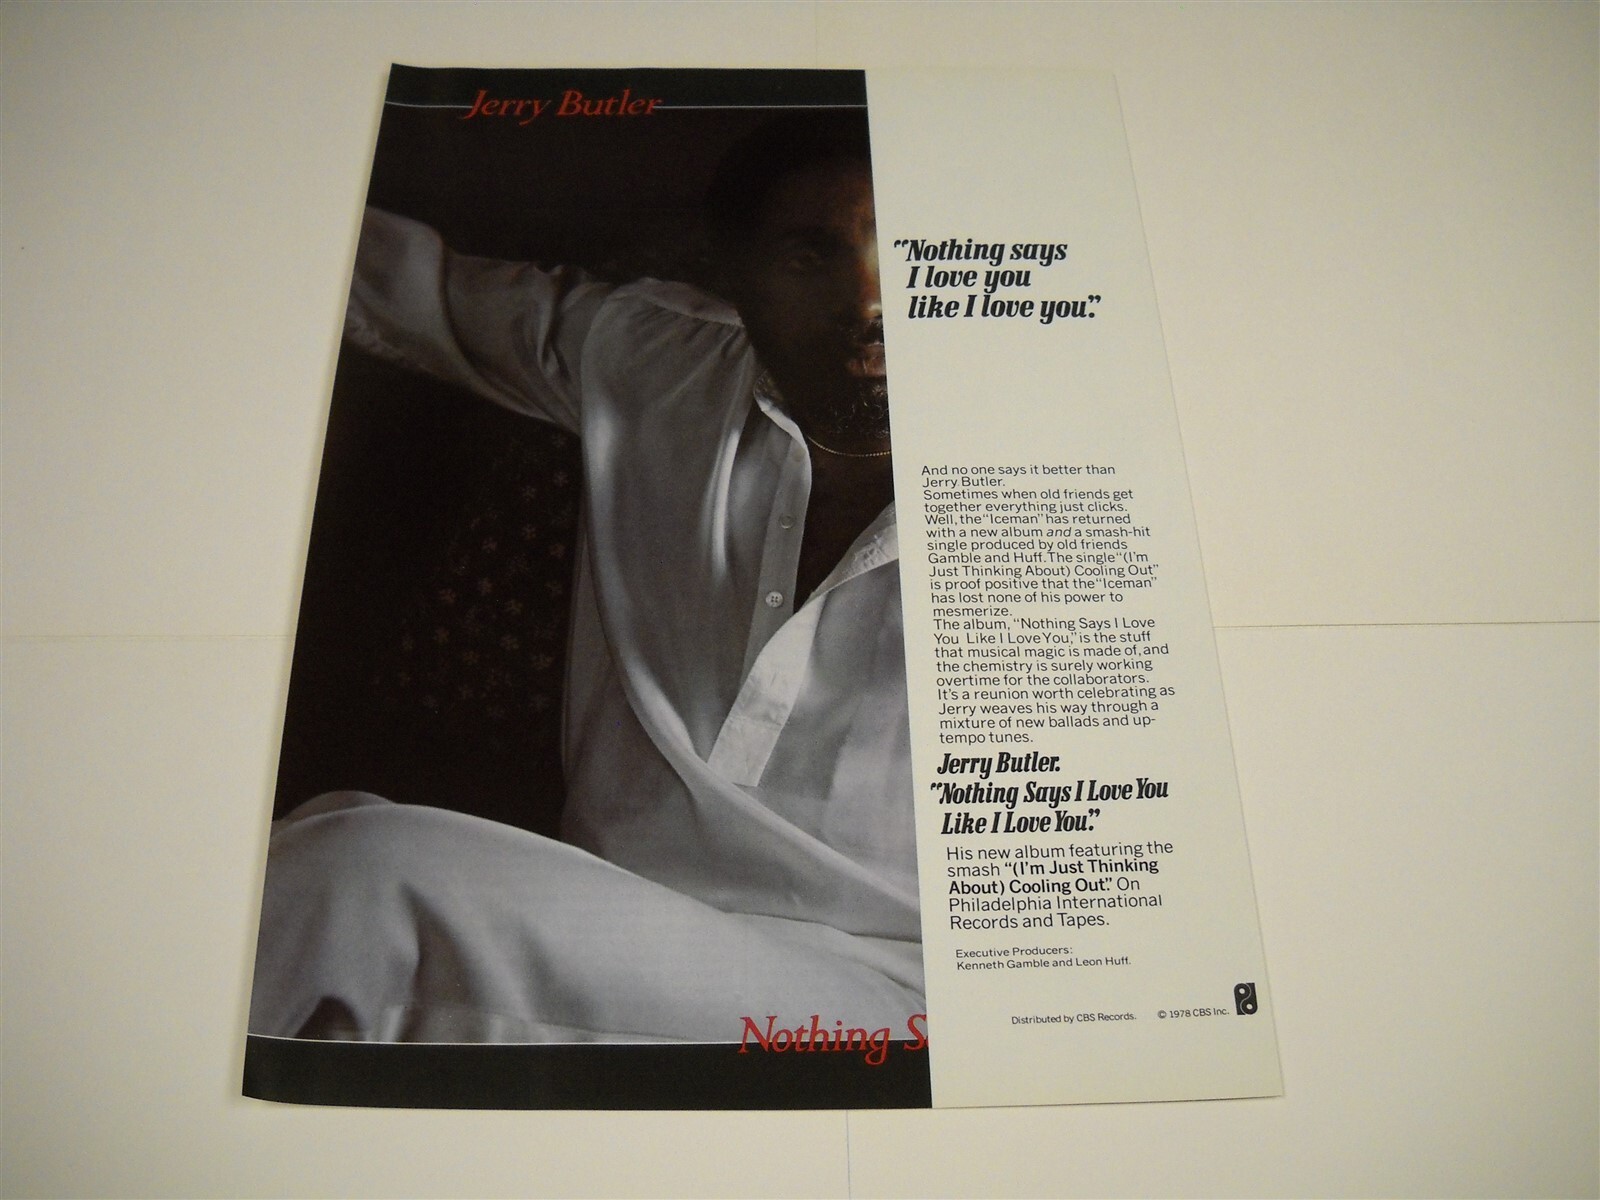 Jerry Butler
“Nothing says
I love you
like I love you.”
And no one says it better than
Jerry Butler.
Sometimes when old friends get
together everything just clicks.
Well, the “Iceman” has returned
with a new album and a smash-hit
single produced by old friends
Gamble and Huff. The single “(I’m
Just Thinking About) Cooling Out”
is proof positive that the “Iceman”
has lost none of his power to
mesmerize.
The album, “Nothing Says I Love
You Like I Love You,” is the stuff
that musical magic is made of, and
the chemistry is surely working
overtime for the collaborators.
It’s a reunion worth celebrating as
Jerry weaves his way through a
mixture of new ballads and up-
tempo tunes.
Jerry Butler.
“Nothing Says I Love You
Like I Love You.”
His new album featuring the
smash “(I’m Just Thinking
About) Cooling Out.” On
Philadelphia International
Records and Tapes.
Executive Producers:
Kenneth Gamble and Leon Huff.
Distributed by CBS Records. © 1978 CBS Inc.
Nothing S